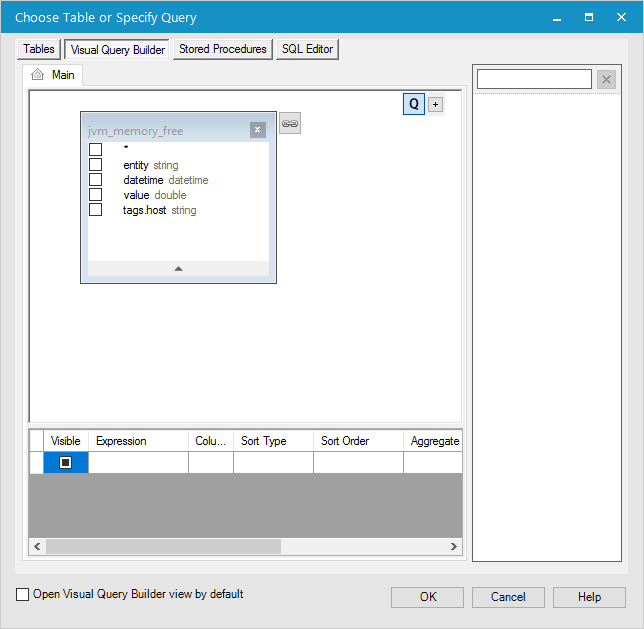 Choose Table or Specify Query
Tables Visual Query Builder Stored Procedures SQL Editor
Main
Q +
jvm_memory_free x
*
entity string
datetime datetime
value double
tags.host string
Visible Expression Colu... Sort Type Sort Order Aggregate
Open Visual Query Builder view by default
OK Cancel Help